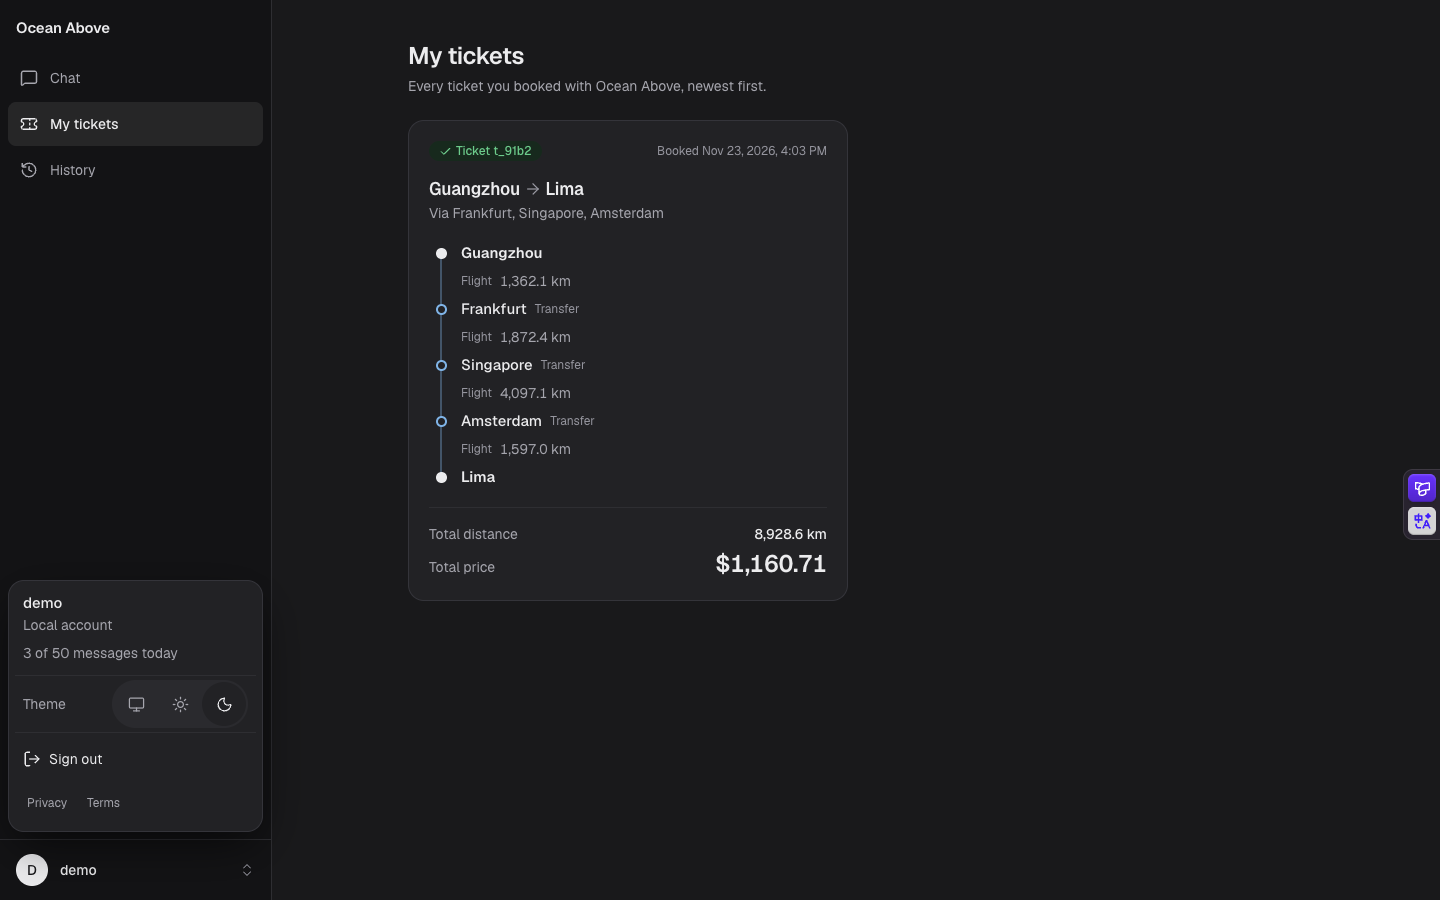 Ocean Above
Chat
My tickets
History
My tickets
Every ticket you booked with Ocean Above, newest first.
Ticket t_91b2
Booked Nov 23, 2026, 4:03 PM
Guangzhou → Lima
Via Frankfurt, Singapore, Amsterdam
Guangzhou
Flight 1,362.1 km
Frankfurt Transfer
Flight 1,872.4 km
Singapore Transfer
Flight 4,097.1 km
Amsterdam Transfer
Flight 1,597.0 km
Lima
Total distance 8,928.6 km
Total price $1,160.71
demo
Local account
3 of 50 messages today
Theme
Sign out
Privacy Terms
D demo
中A